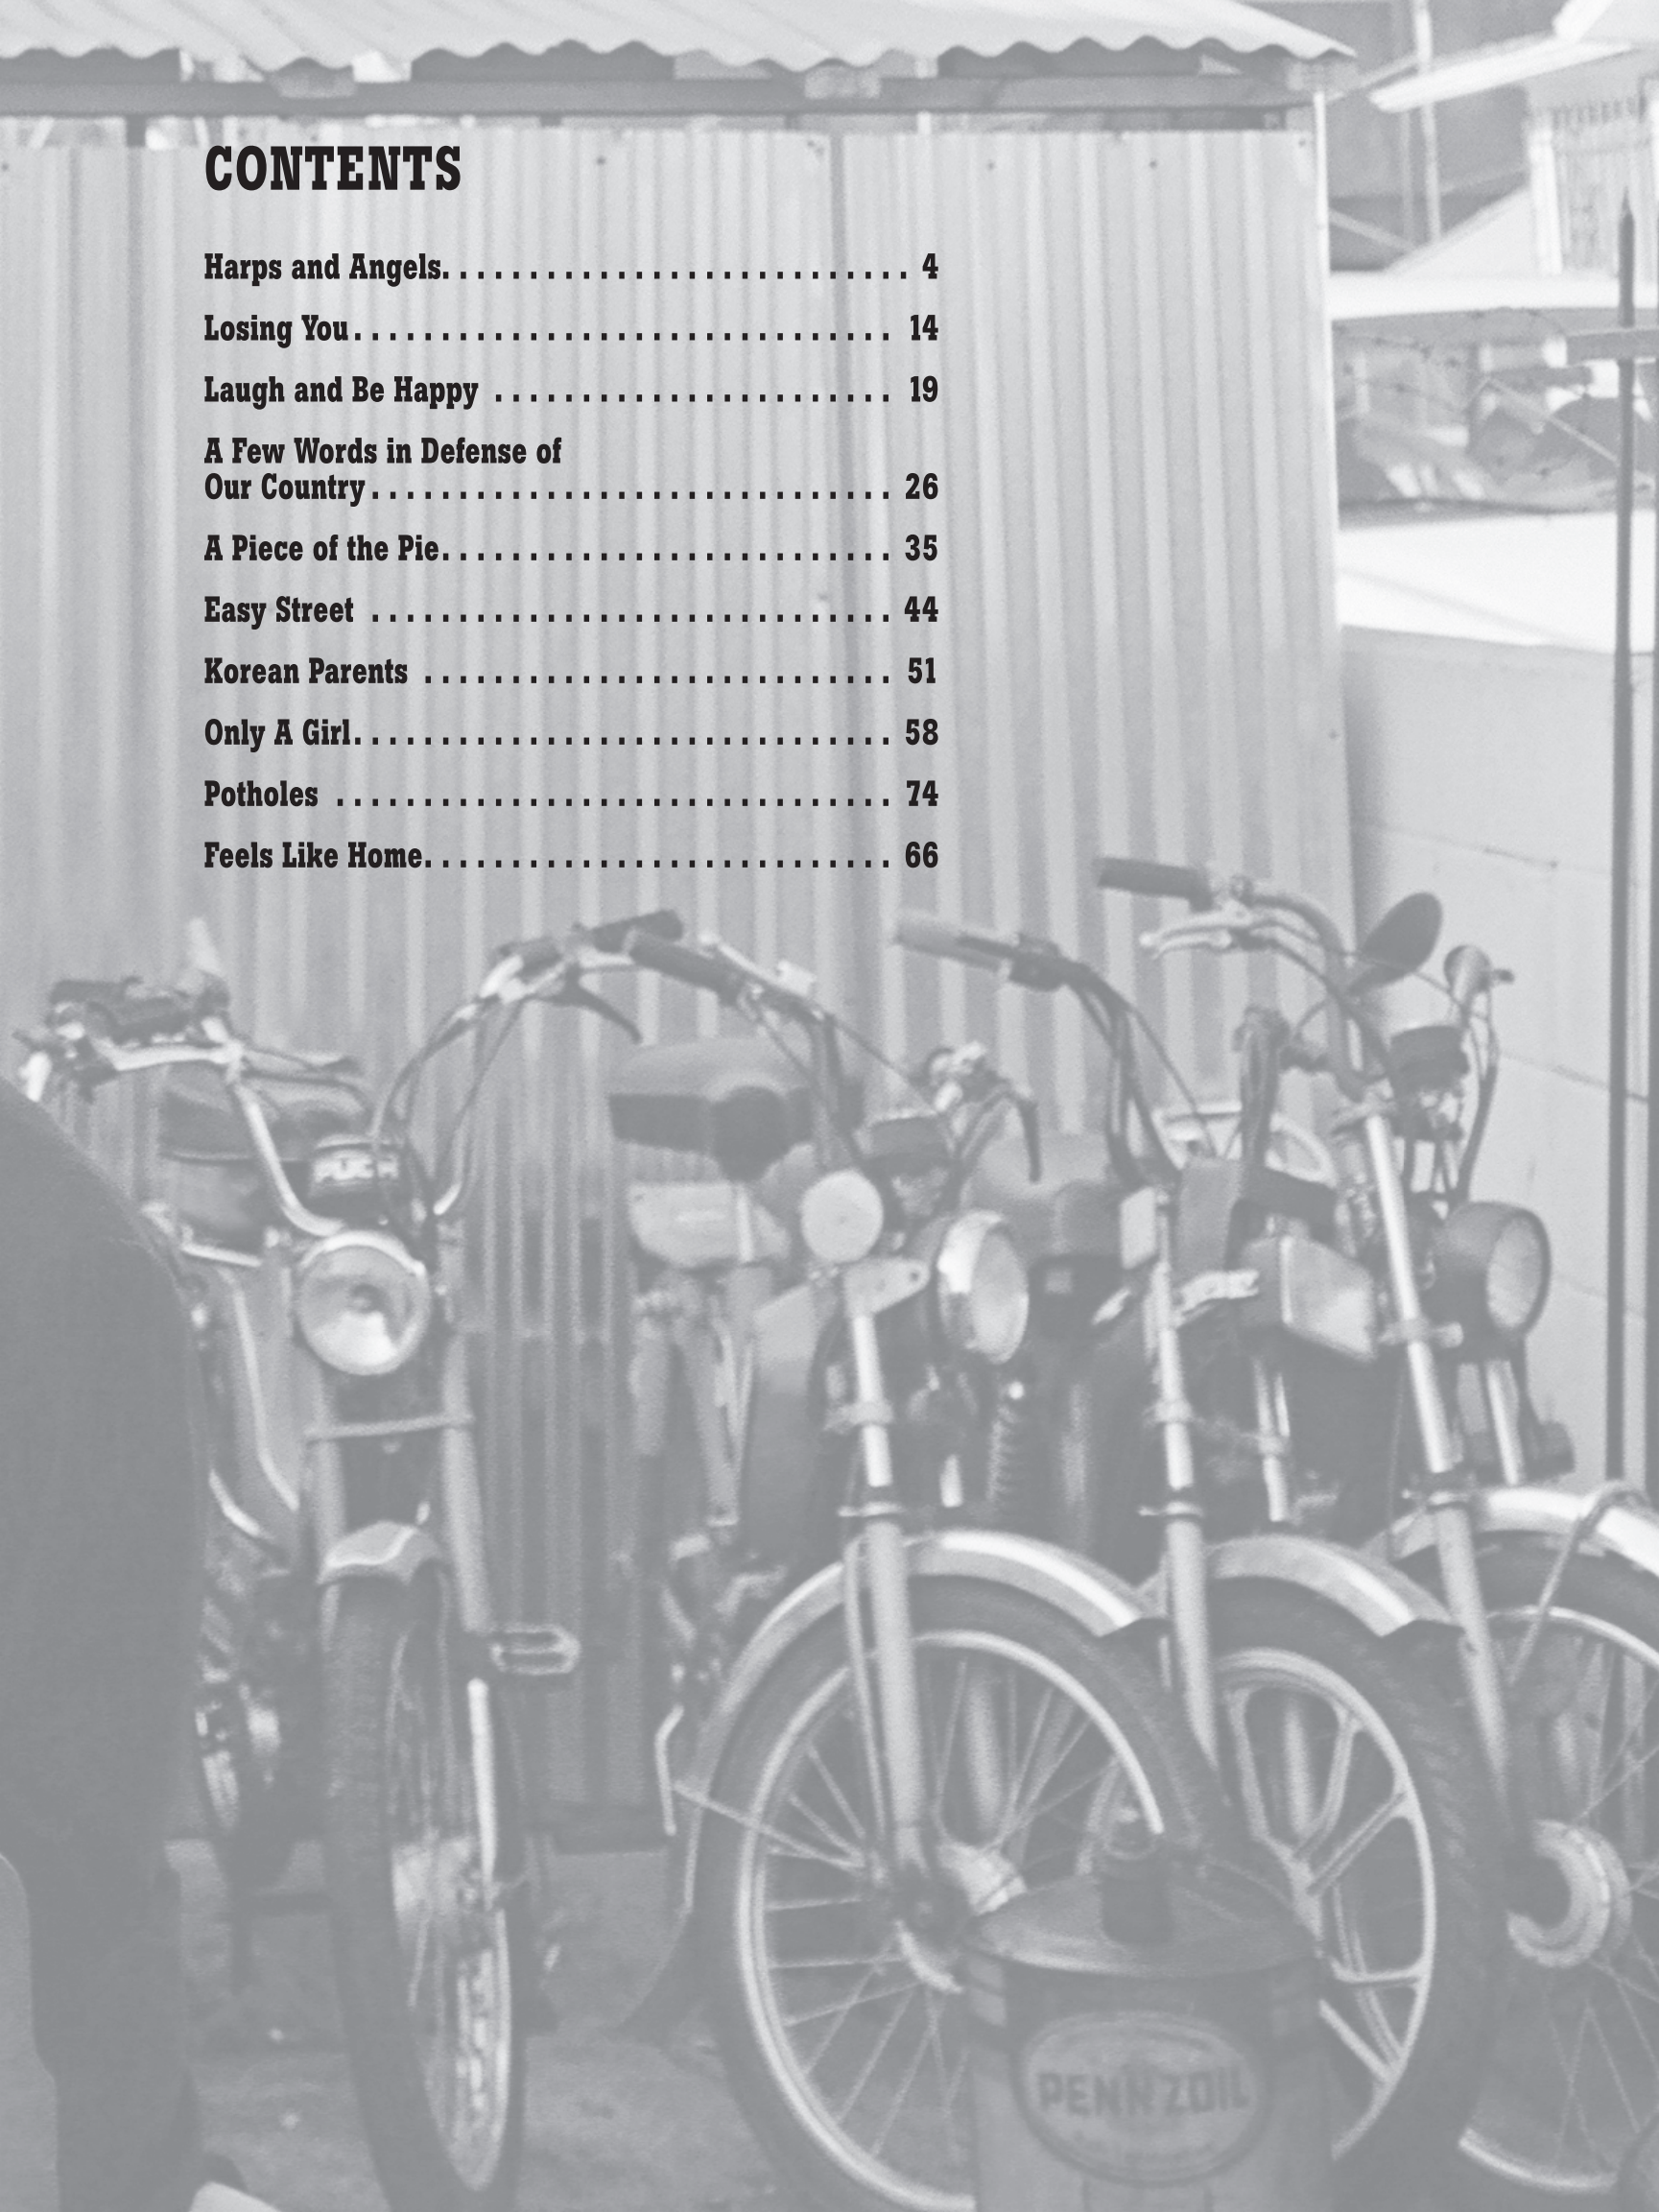 CONTENTS
Harps and Angels. . . . . . . . . . . . . . . . . . . . . . . . . . . 4
Losing You . . . . . . . . . . . . . . . . . . . . . . . . . . . . . . . 14
Laugh and Be Happy . . . . . . . . . . . . . . . . . . . . . . . 19
A Few Words in Defense of
Our Country . . . . . . . . . . . . . . . . . . . . . . . . . . . . . . 26
A Piece of the Pie. . . . . . . . . . . . . . . . . . . . . . . . . . 35
Easy Street . . . . . . . . . . . . . . . . . . . . . . . . . . . . . . 44
Korean Parents . . . . . . . . . . . . . . . . . . . . . . . . . . . 51
Only A Girl . . . . . . . . . . . . . . . . . . . . . . . . . . . . . . . 58
Potholes . . . . . . . . . . . . . . . . . . . . . . . . . . . . . . . . 74
Feels Like Home. . . . . . . . . . . . . . . . . . . . . . . . . . . 66
PENNZOIL